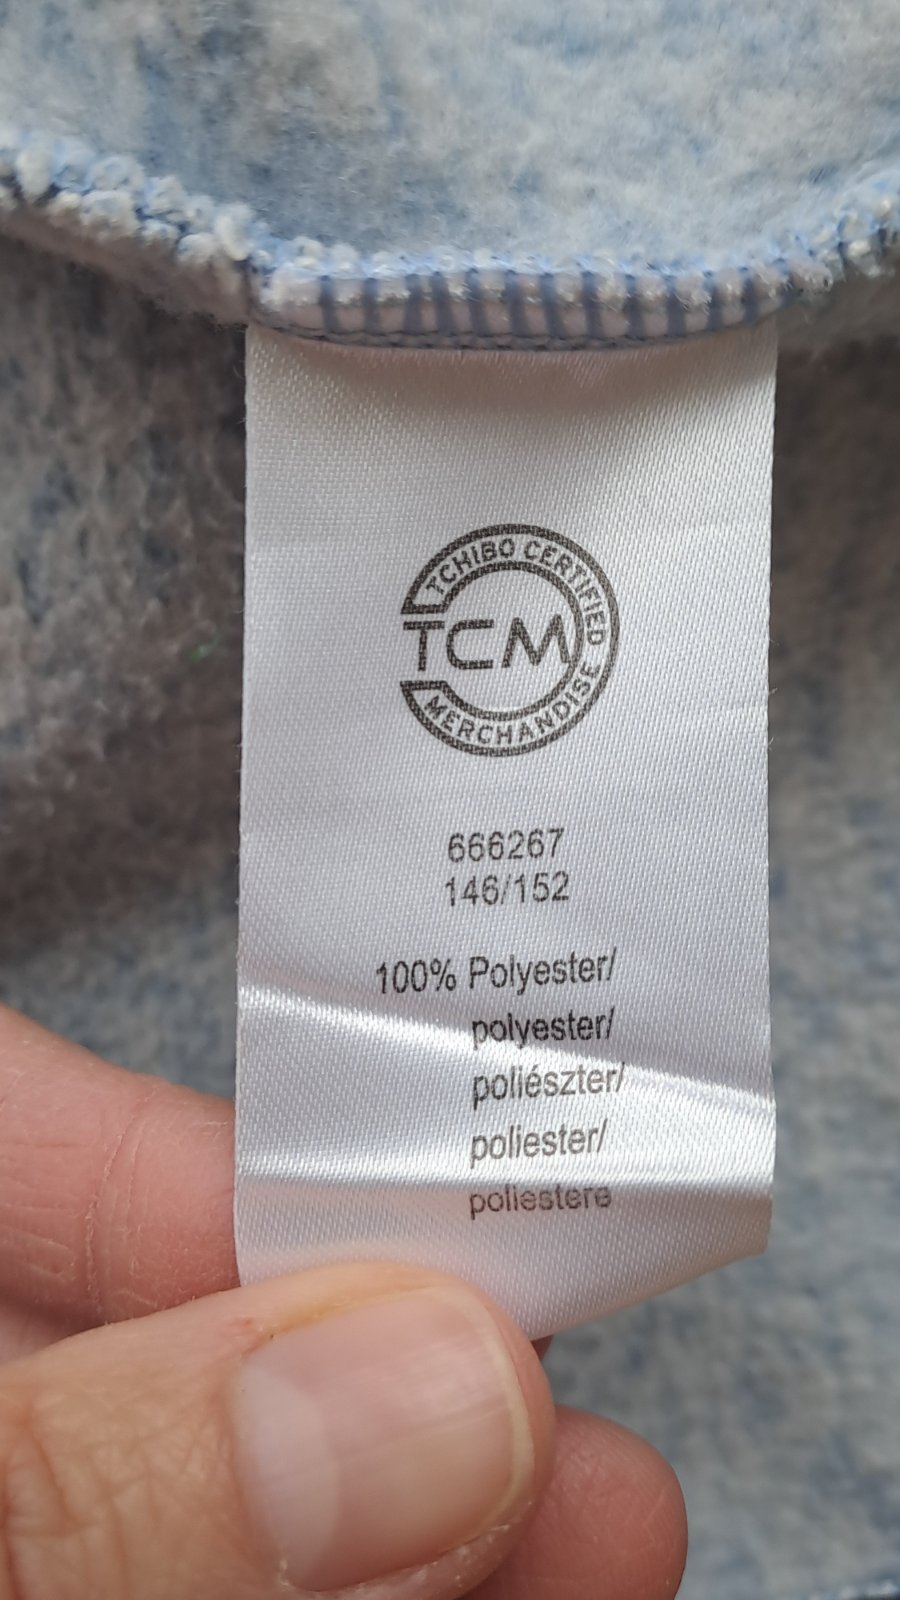 TCHIBO CERTIFIED
TCM
MERCHANDISE
666267
146/152
100% Polyester/
polyester/
poliészter/
poliester/
poliestere